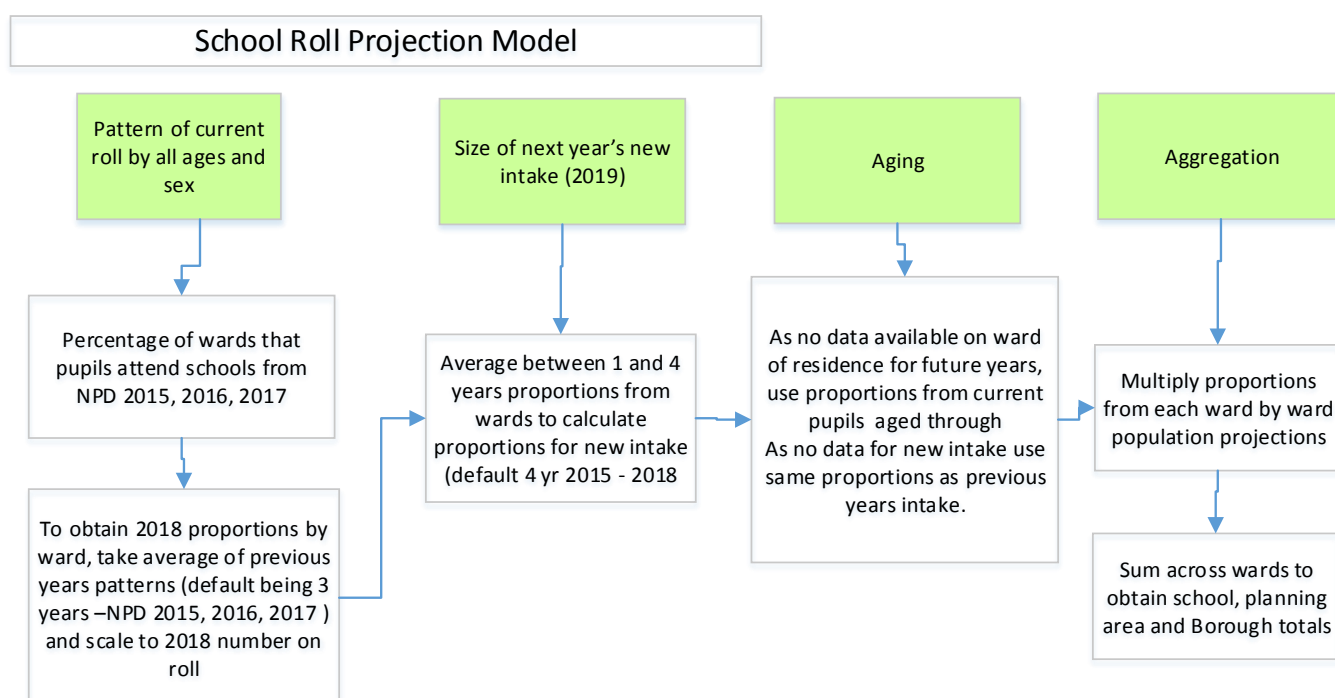 School Roll Projection Model
Pattern of current
roll by all ages and
sex
Size of next year's new
intake (2019)
Aging
Aggregation
Percentage of wards that
pupils attend schools from
NPD 2015, 2016, 2017
Average between 1 and 4
years proportions from
wards to calculate
proportions for new intake
(default 4 yr 2015 - 2018
As no data available on ward
of residence for future years,
use proportions from current
pupils aged through
As no data for new intake use
same proportions as previous
years intake.
Multiply proportions
from each ward by ward
population projections
To obtain 2018 proportions by
ward, take average of previous
years patterns (default being 3
years –NPD 2015, 2016, 2017 )
and scale to 2018 number on
roll
Sum across wards to
obtain school, planning
area and Borough totals